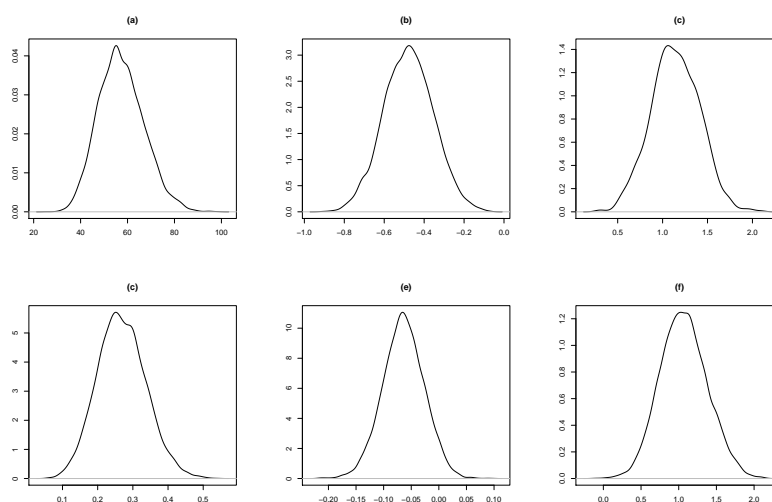 (a)
(b)
(c)
0.00 0.01 0.02 0.03 0.04
20 40 60 80 100
0.0 0.5 1.0 1.5 2.0 2.5 3.0
−1.0 −0.8 −0.6 −0.4 −0.2 0.0
0.0 0.2 0.4 0.6 0.8 1.0 1.2 1.4
0.5 1.0 1.5 2.0
(c)
(e)
(f)
0 1 2 3 4 5
0.1 0.2 0.3 0.4 0.5
0 2 4 6 8 10
−0.20 −0.15 −0.10 −0.05 0.00 0.05 0.10
0.0 0.2 0.4 0.6 0.8 1.0 1.2
0.0 0.5 1.0 1.5 2.0